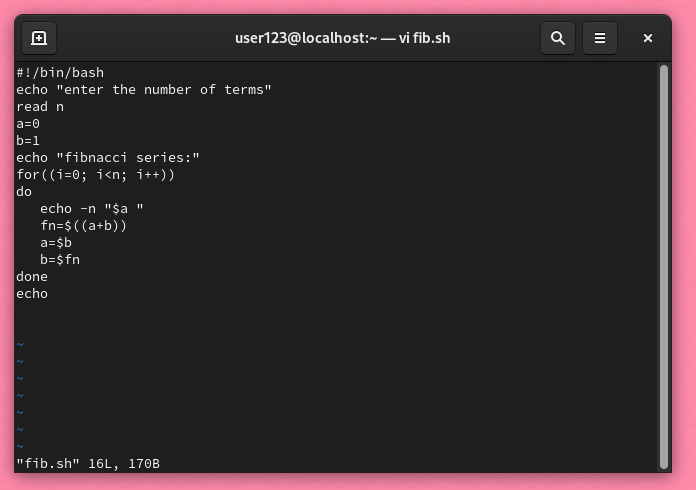 user123@localhost:~ — vi fib.sh
#!/bin/bash
echo "enter the number of terms"
read n
a=0
b=1
echo "fibnacci series:"
for((i=0; i<n; i++))
do
   echo -n "$a "
   fn=$((a+b))
   a=$b
   b=$fn
done
echo
~
~
~
~
~
~
~
"fib.sh" 16L, 170B